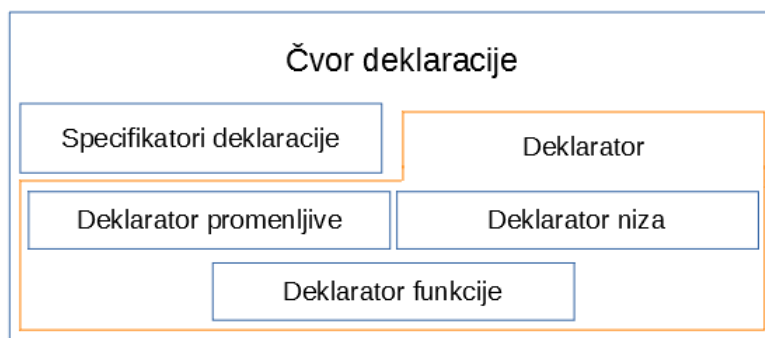 Čvor deklaracije
Specifikatori deklaracije
Deklarator
Deklarator promenljive
Deklarator niza
Deklarator funkcije